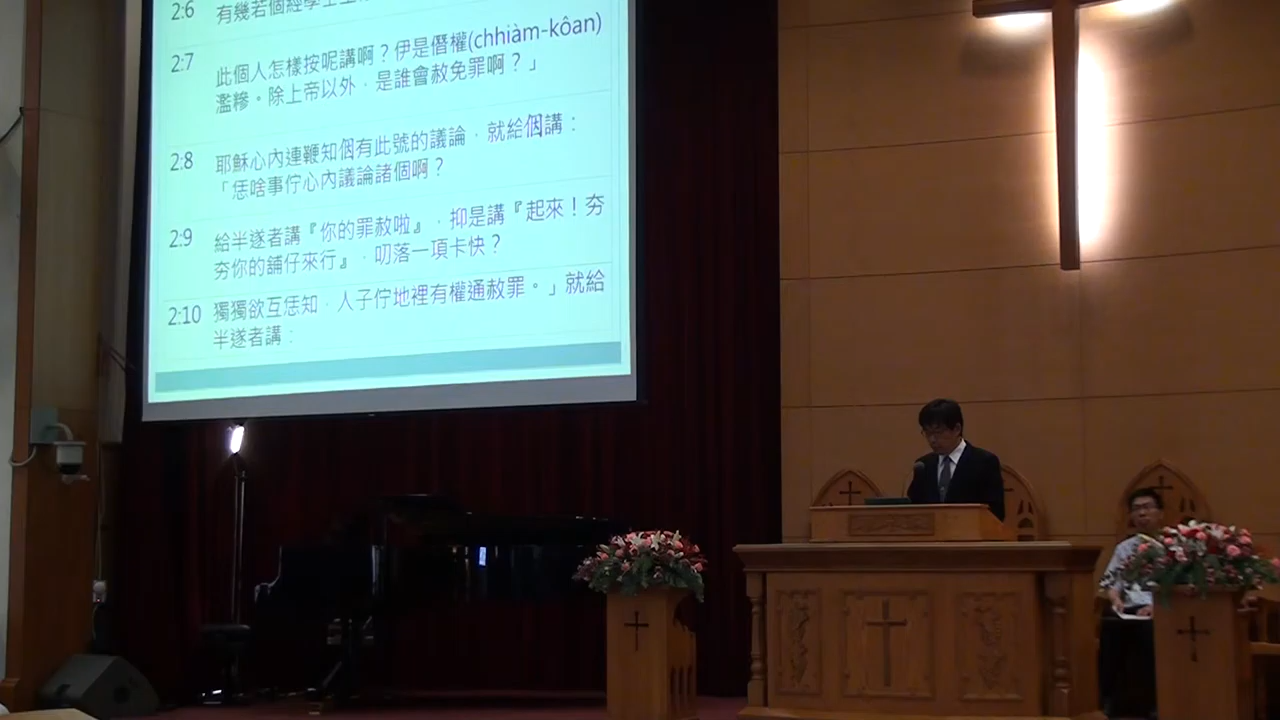 2:6 有幾若個經學士
2:7 此個人怎樣按呢講啊？伊是僭權(chhiàm-kôan)
濫糝。除上帝以外，是誰會赦免罪啊？」
2:8 耶穌心內連鞭知個有此號的議論，就給個講：
「恁啥事佇心內議論諸個啊？
2:9 給半遂者講『你的罪赦啦』，抑是講『起來！夯
夯你的舖仔來行』，叨落一項卡快？
2:10 獨獨欲互恁知，人子佇地裡有權通赦罪。」就給
半遂者講：